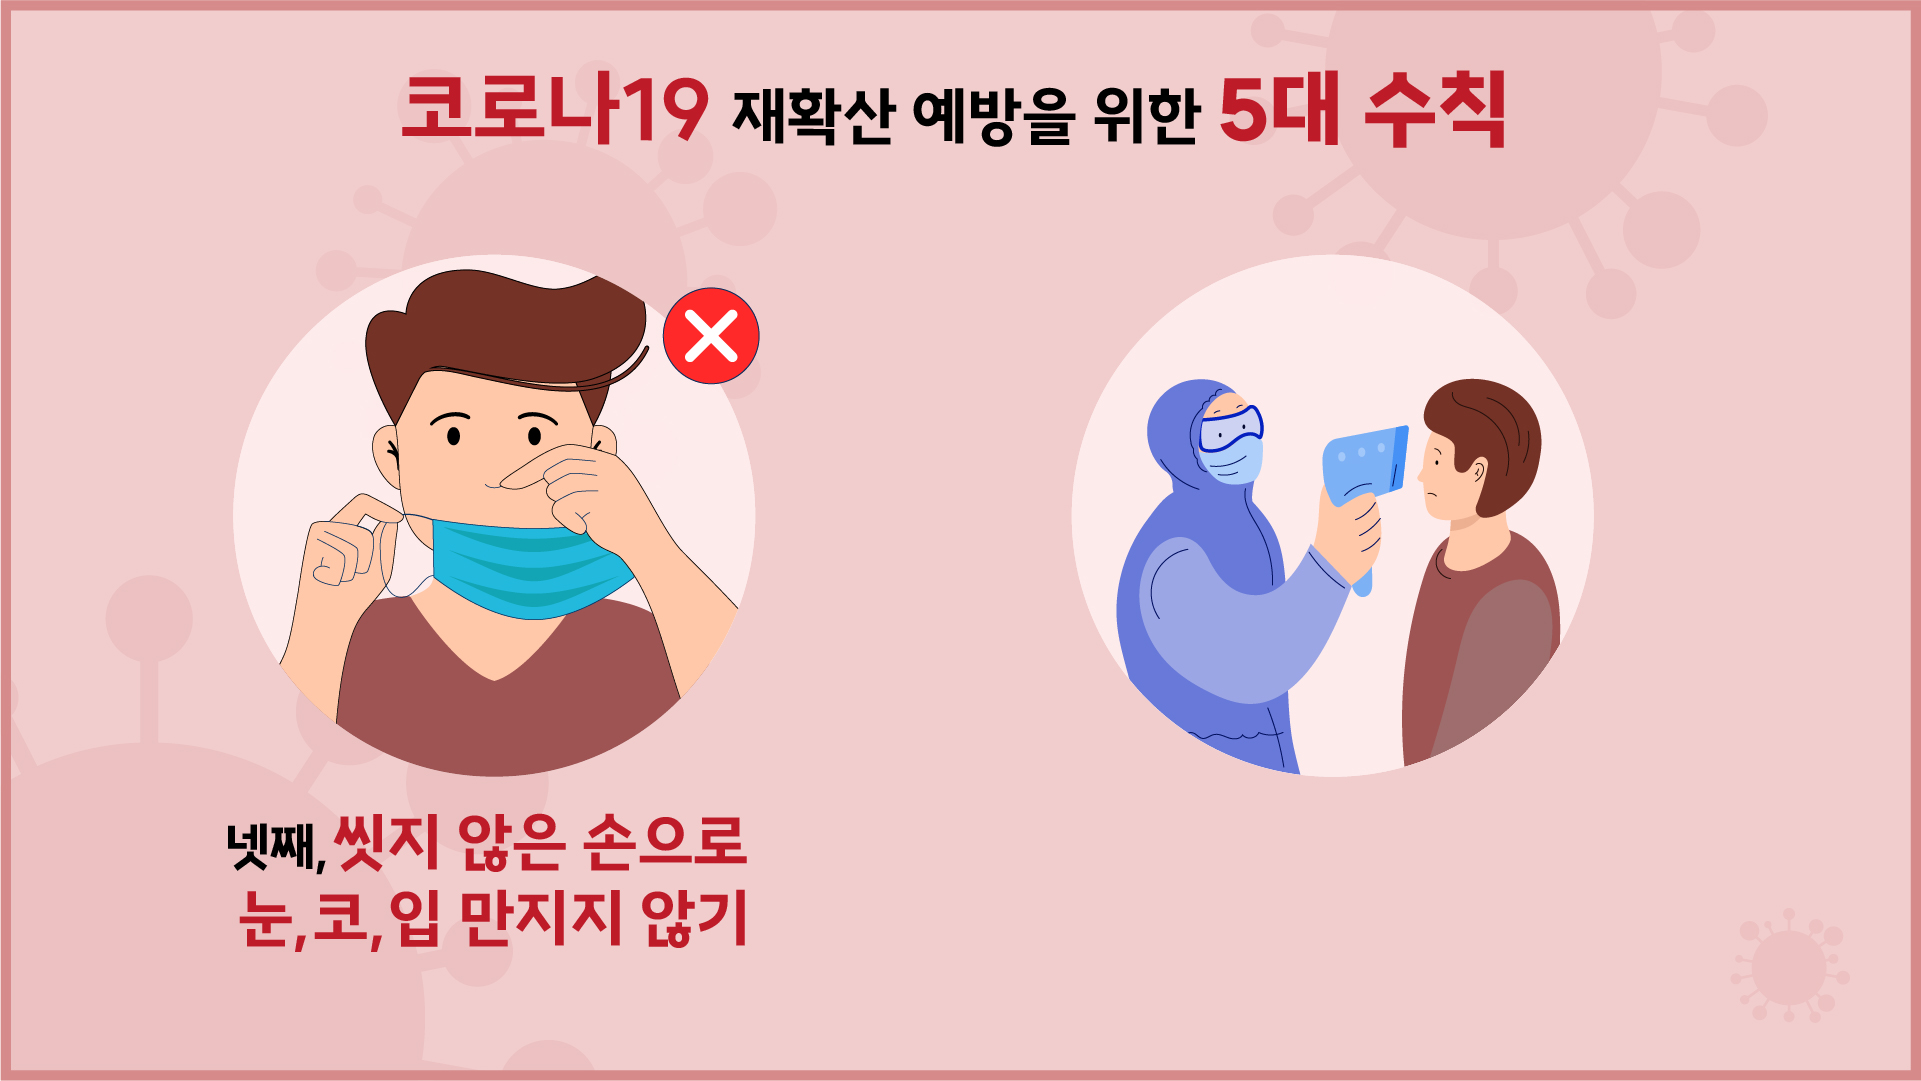 코로나19 재확산 예방을 위한 5대 수칙
넷째, 씻지 않은 손으로
눈, 코, 입 만지지 않기